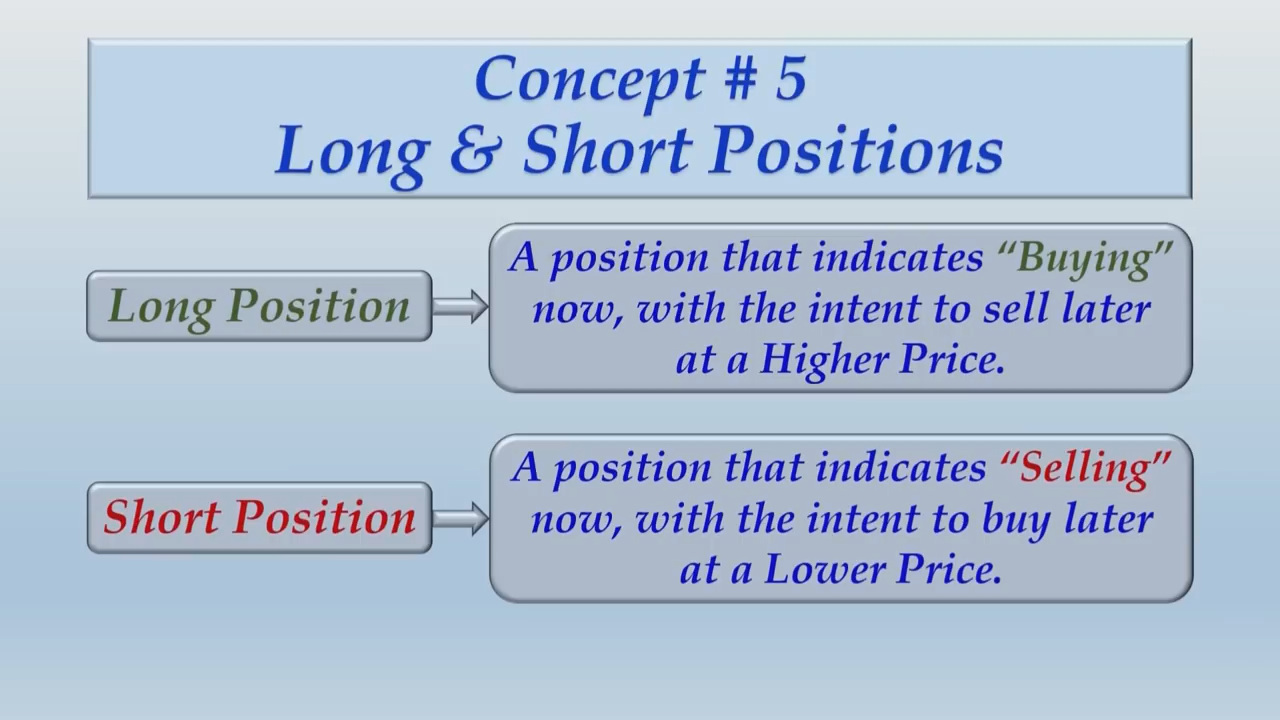 Concept # 5
Long & Short Positions
Long Position
A position that indicates “Buying”
now, with the intent to sell later
at a Higher Price.
Short Position
A position that indicates “Selling”
now, with the intent to buy later
at a Lower Price.